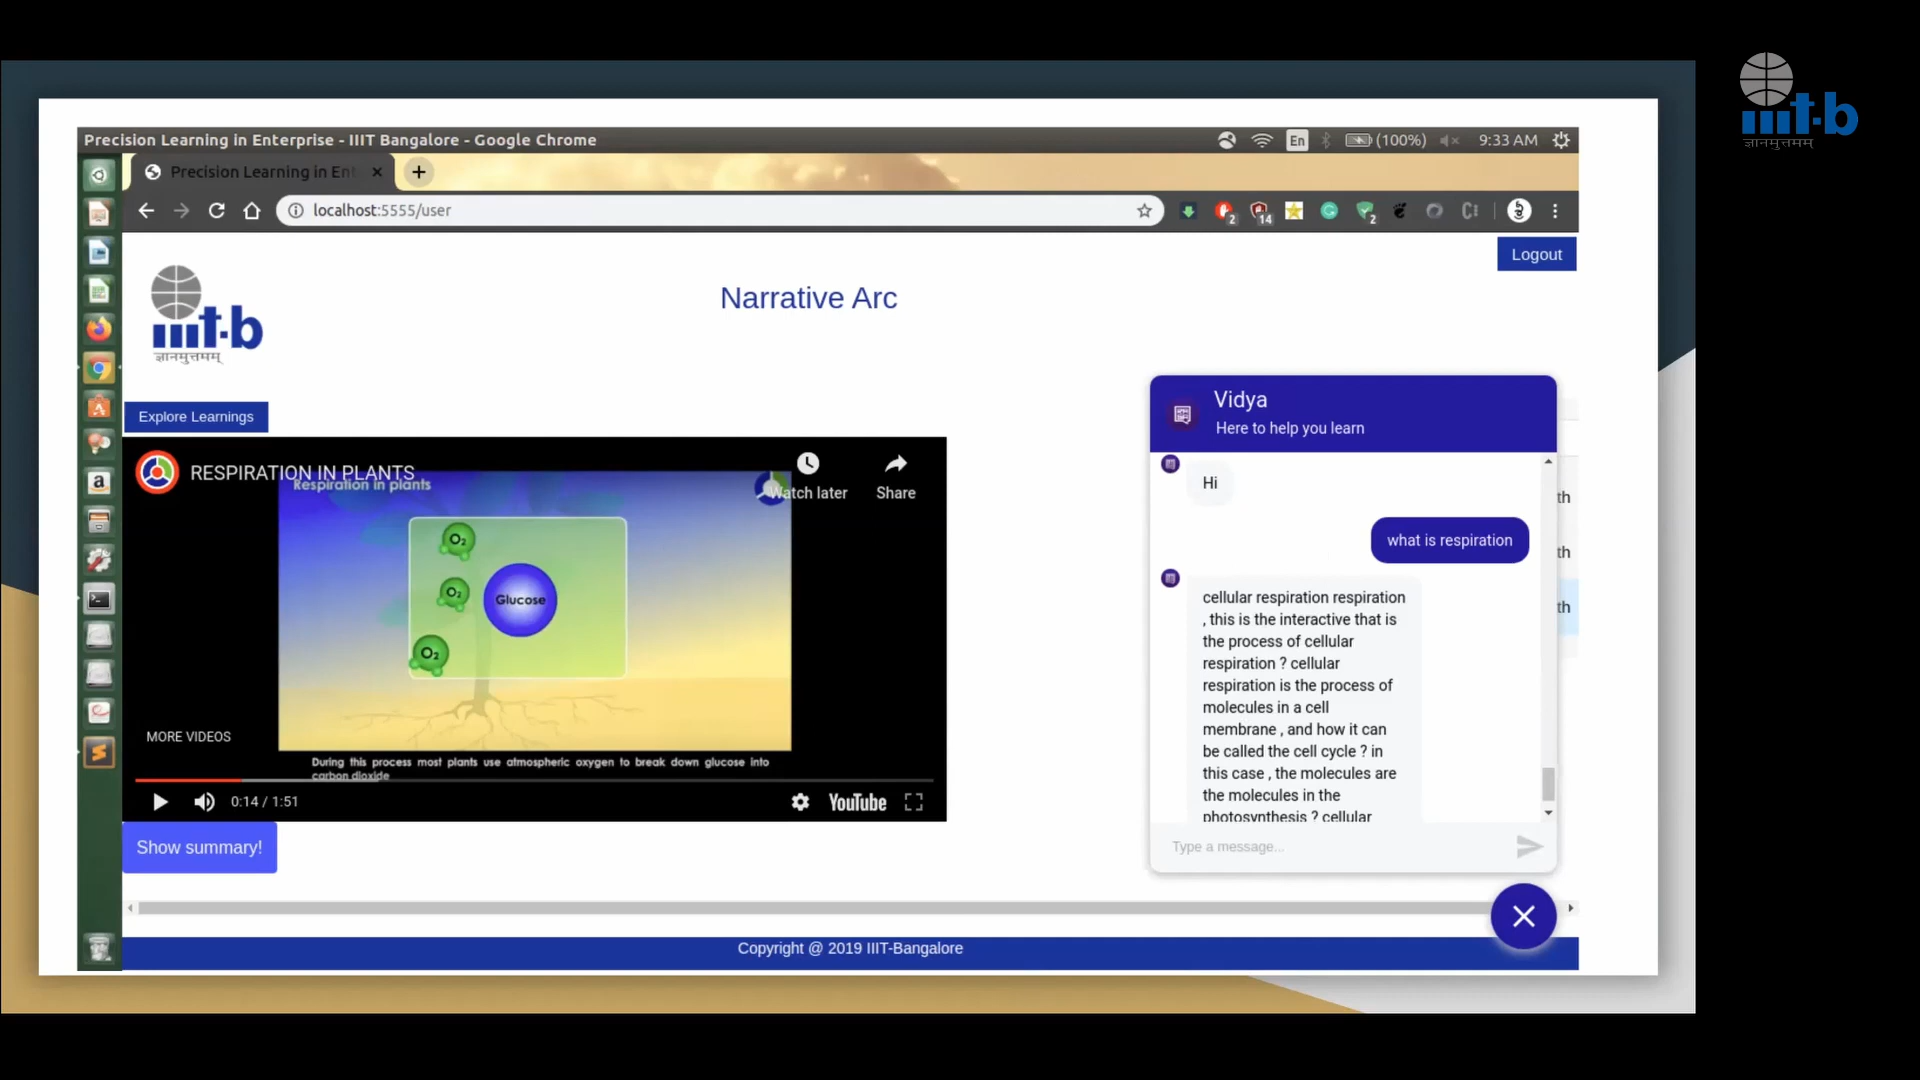 iiit-b
ज्ञानमुत्तमम्
Precision Learning in Enterprise - IIIT Bangalore - Google Chrome
En
(100%)
9:33 AM
Precision Learning in Ent
localhost:5555/user
2
14
2
Logout
iiit-b
ज्ञानमुत्तमम्
Narrative Arc
Explore Learnings
RESPIRATION IN PLANTS
Watch later
Share
Respiration in plants
O2
O2
Glucose
O2
MORE VIDEOS
During this process most plants use atmospheric oxygen to break down glucose into
carbon dioxide
0:14 / 1:51
YouTube
Show summary!
Vidya
Here to help you learn
Hi
what is respiration
cellular respiration respiration
, this is the interactive that is
the process of cellular
respiration ? cellular
respiration is the process of
molecules in a cell
membrane , and how it can
be called the cell cycle ? in
this case , the molecules are
the molecules in the
photosynthesis ? cellular
Type a message...
th
th
th
Copyright @ 2019 IIIT-Bangalore